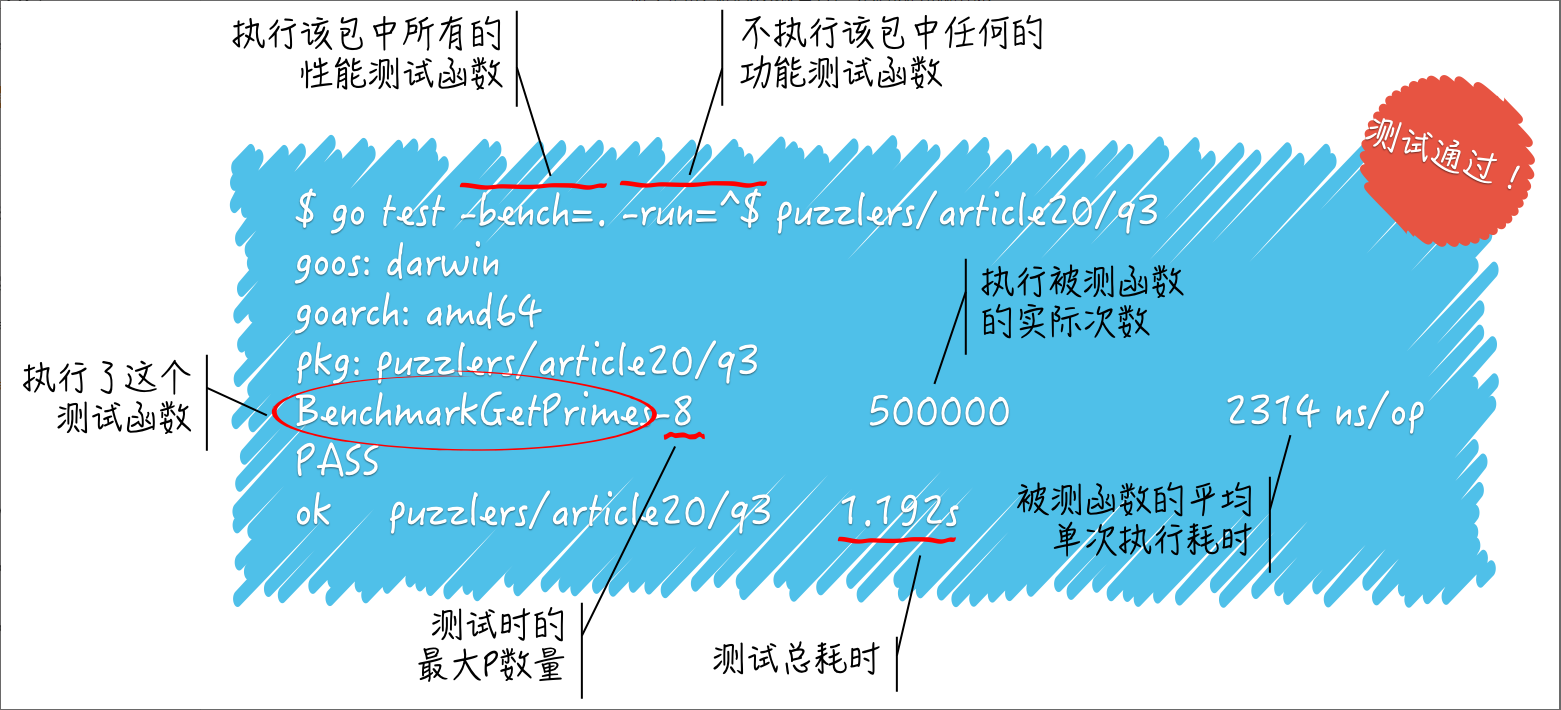 执行该包中所有的
性能测试函数
不执行该包中任何的
功能测试函数
测试通过！
$ go test -bench=. -run=^$ puzzlers/article20/q3
goos: darwin
goarch: amd64
pkg: puzzlers/article20/q3
执行被测函数
的实际次数
执行了这个
测试函数
BenchmarkGetPrimes-8 500000 2314 ns/op
PASS
ok puzzlers/article20/q3 1.192s
被测函数的平均
单次执行耗时
测试时的
最大P数量
测试总耗时